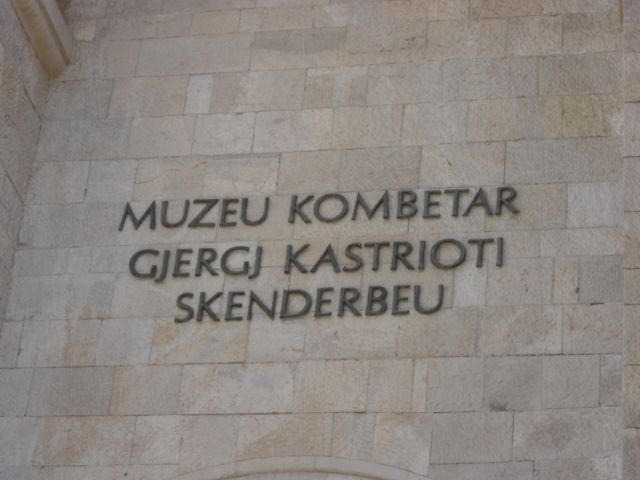 MUZEU KOMBETAR
GJERGJ KASTRIOTI
SKENDERBEU